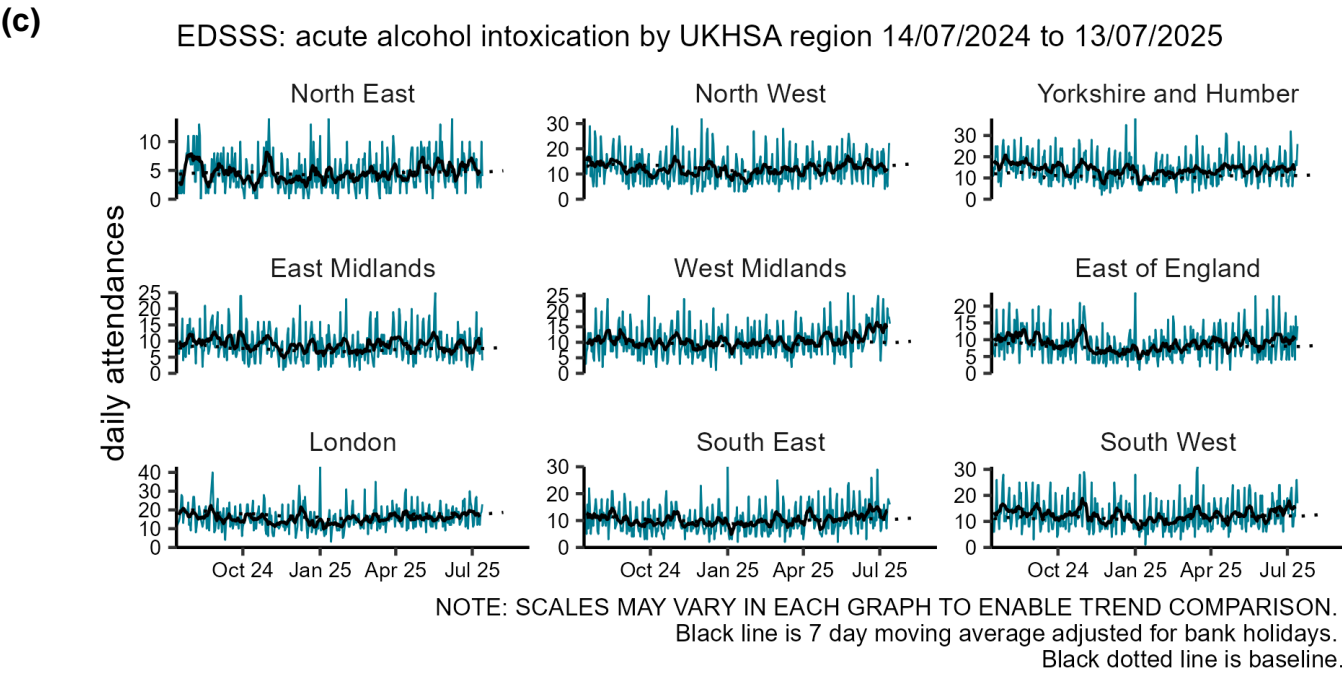 (c)
EDSSS: acute alcohol intoxication by UKHSA region 14/07/2024 to 13/07/2025
daily attendances
North East
10
5
0
North West
30
20
10
0
Yorkshire and Humber
30
20
10
0
East Midlands
25
20
15
10
5
0
West Midlands
25
20
15
10
5
0
East of England
20
15
10
5
0
London
40
30
20
10
0
South East
30
20
10
0
South West
30
20
10
0
Oct 24 Jan 25 Apr 25 Jul 25
Oct 24 Jan 25 Apr 25 Jul 25
Oct 24 Jan 25 Apr 25 Jul 25
NOTE: SCALES MAY VARY IN EACH GRAPH TO ENABLE TREND COMPARISON.
Black line is 7 day moving average adjusted for bank holidays.
Black dotted line is baseline.